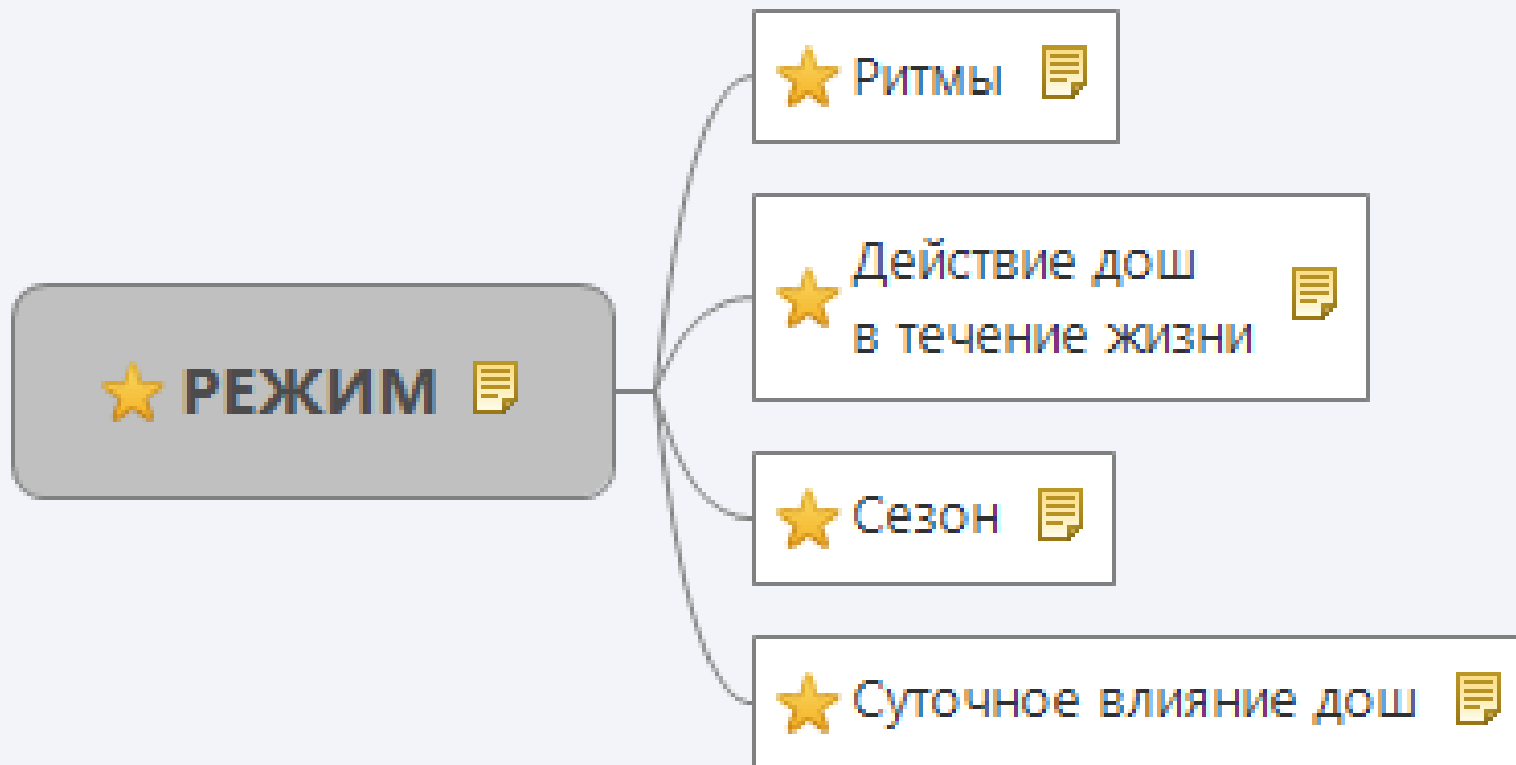 Ритмы
Действие дош
в течение жизни
РЕЖИМ
Сезон
Суточное влияние дош